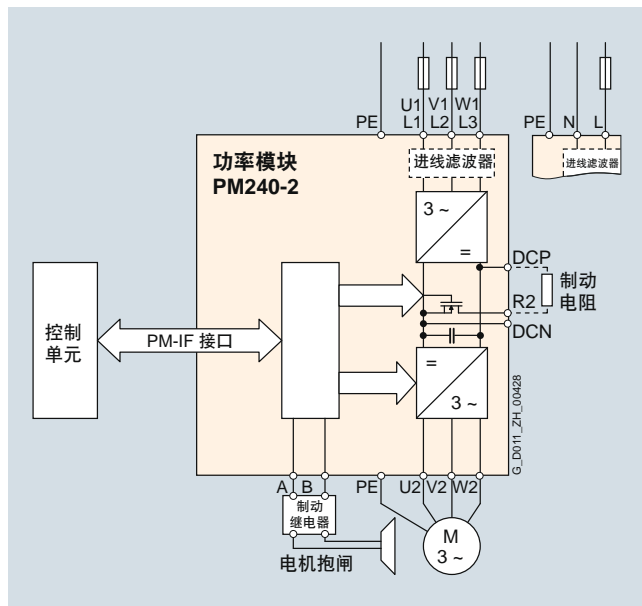 U1 V1 W1
PE L1 L2 L3
PE N L
功率模块
PM240-2
进线滤波器
进线滤波器
3 ~
=
DCP
制动
电阻
R2
DCN
控制
单元
PM-IF 接口
=
3 ~
G_D011_ZH_00428
A B PE U2 V2 W2
制动
继电器
M
3 ~
电机抱闸